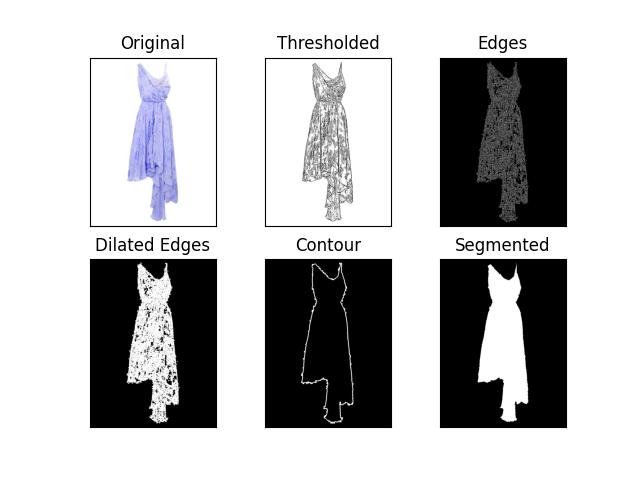 Original
Thresholded
Edges
Dilated Edges
Contour
Segmented